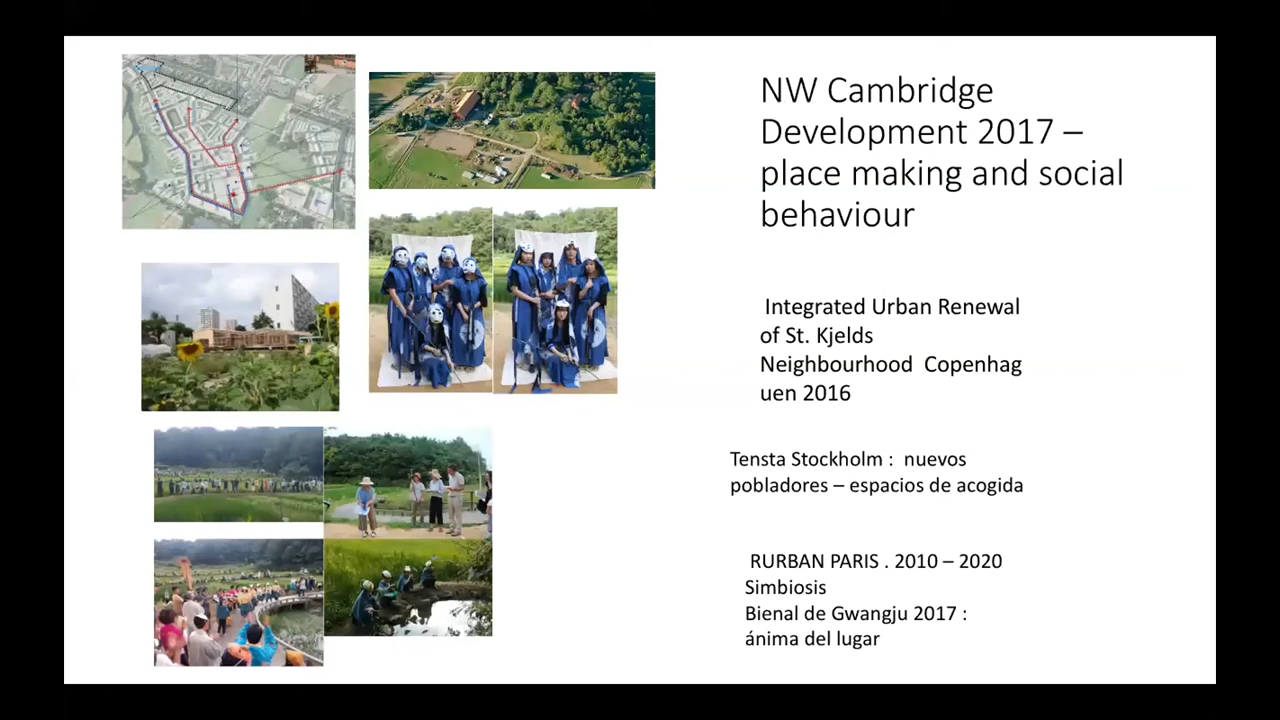 NW Cambridge
Development 2017 –
place making and social
behaviour
Integrated Urban Renewal
of St. Kjelds
Neighbourhood Copenhag
uen 2016
Tensta Stockholm : nuevos
pobladores – espacios de acogida
RURBAN PARIS . 2010 – 2020
Simbiosis
Bienal de Gwangju 2017 :
ánima del lugar